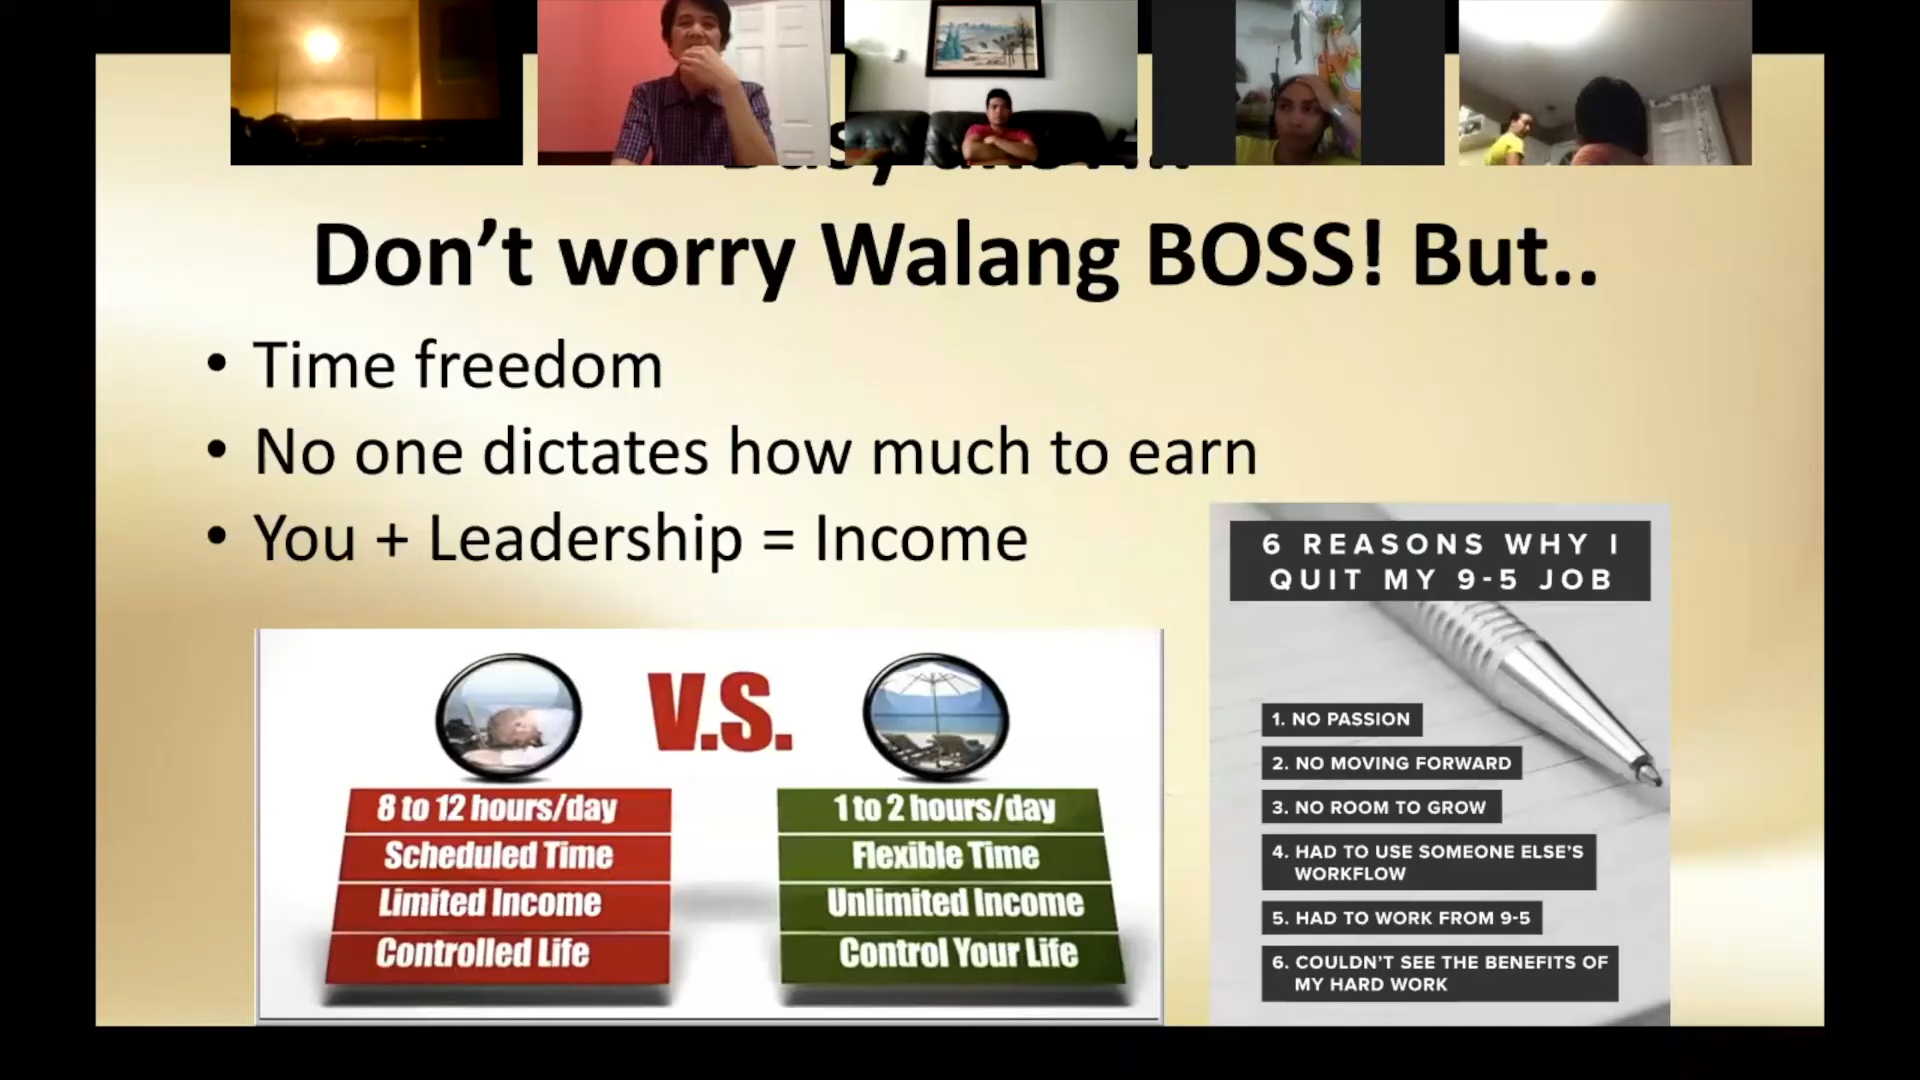 Don’t worry Walang BOSS! But..
• Time freedom
• No one dictates how much to earn
• You + Leadership = Income
V.S.
8 to 12 hours/day
Scheduled Time
Limited Income
Controlled Life
1 to 2 hours/day
Flexible Time
Unlimited Income
Control Your Life
6 REASONS WHY I
QUIT MY 9-5 JOB
1. NO PASSION
2. NO MOVING FORWARD
3. NO ROOM TO GROW
4. HAD TO USE SOMEONE ELSE’S
WORKFLOW
5. HAD TO WORK FROM 9-5
6. COULDN’T SEE THE BENEFITS OF
MY HARD WORK